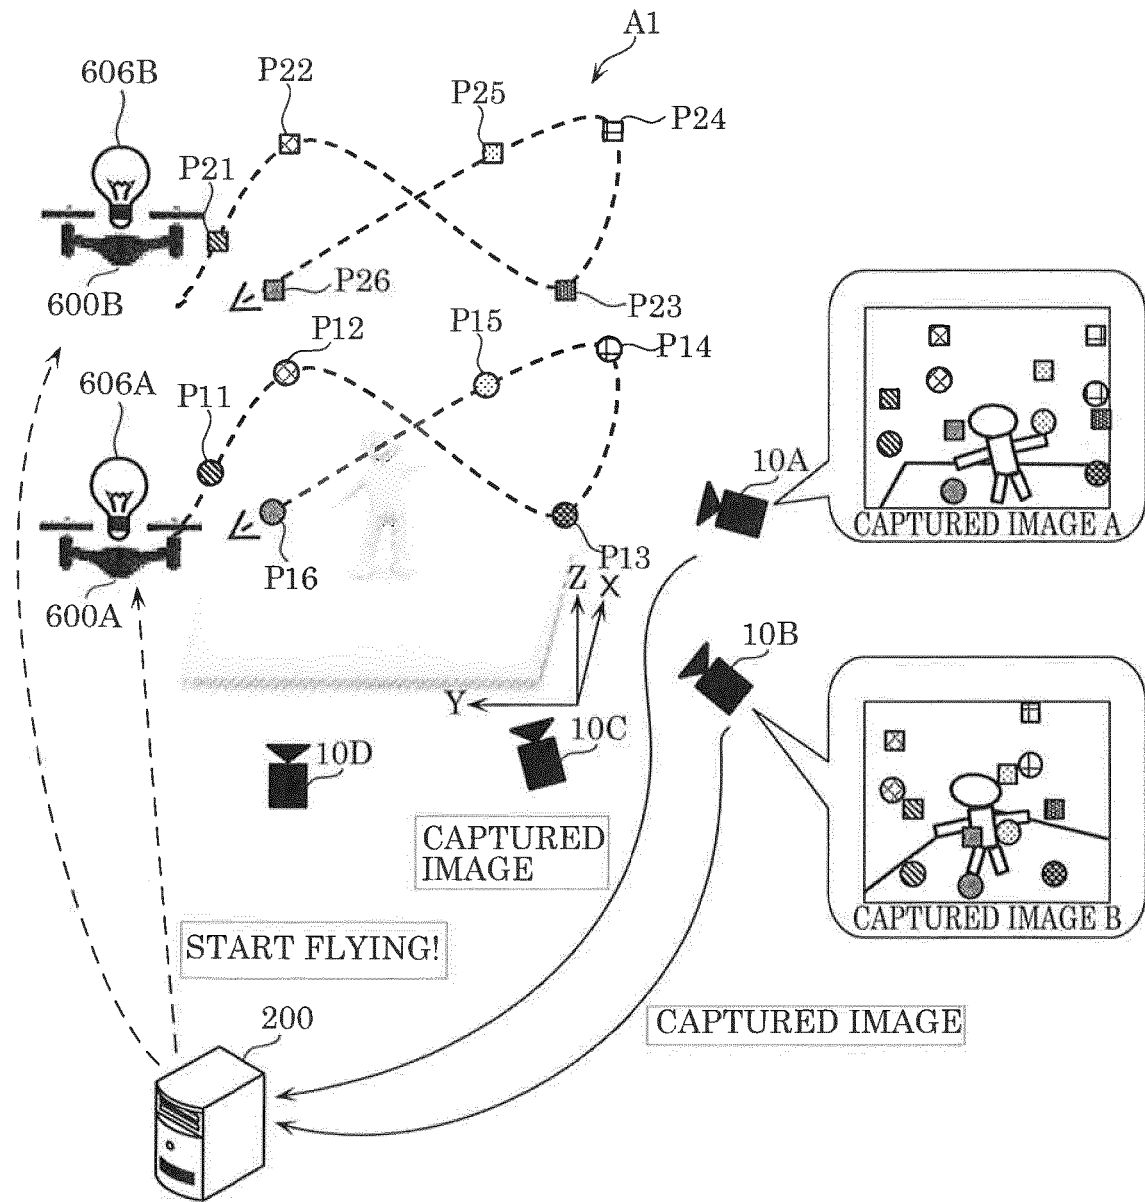 A1
606B
P22
P25
P24
P21
600B
P26
P23
P12
P15
P14
606A
P11
10A
CAPTURED IMAGE A
P16
P13
600A
Z
X
Y
10B
10C
10D
CAPTURED
IMAGE
CAPTURED IMAGE B
START FLYING!
200
CAPTURED IMAGE